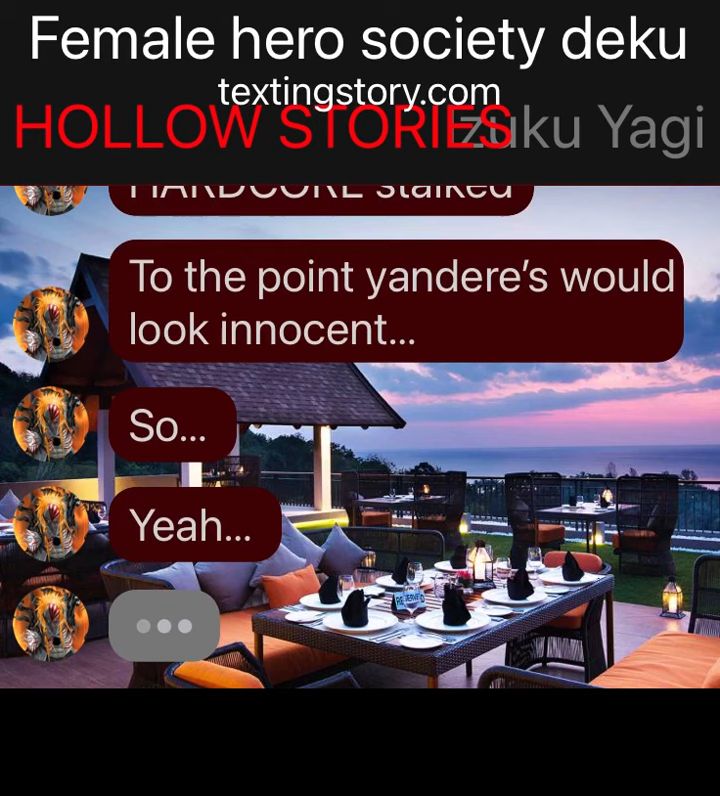 Female hero society deku
textingstory.com
HOLLOW STORIES zuku Yagi
HARDCORE stalked
To the point yandere’s would
look innocent...
So...
Yeah...
RESERVED